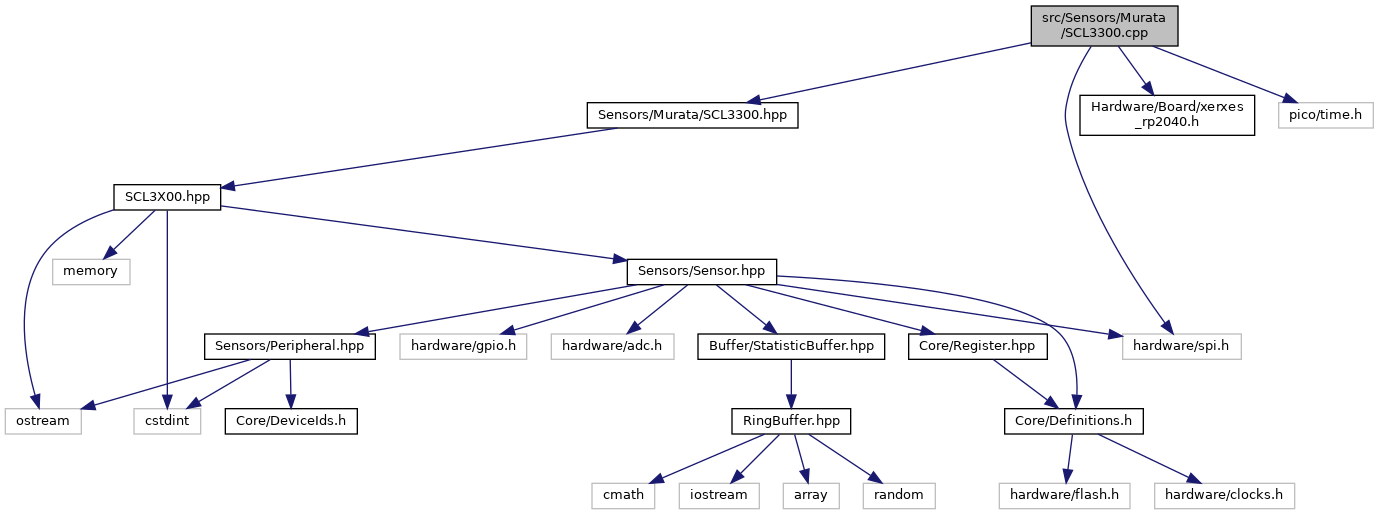 src/Sensors/Murata
/SCL3300.cpp
Sensors/Murata/SCL3300.hpp
Hardware/Board/xerxes
_rp2040.h
pico/time.h
SCL3X00.hpp
memory
Sensors/Sensor.hpp
Sensors/Peripheral.hpp
hardware/gpio.h
hardware/adc.h
Buffer/StatisticBuffer.hpp
Core/Register.hpp
hardware/spi.h
ostream
cstdint
Core/DeviceIds.h
RingBuffer.hpp
Core/Definitions.h
cmath
iostream
array
random
hardware/flash.h
hardware/clocks.h